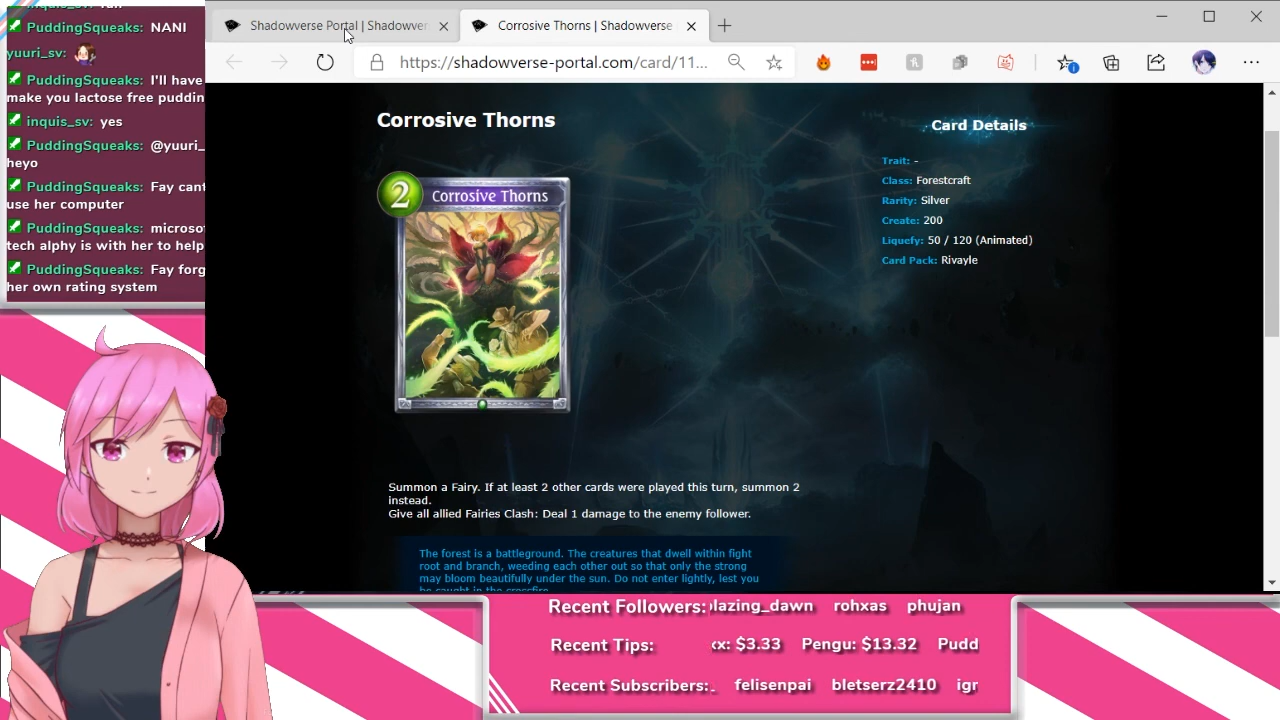 PuddingSqueaks: NANI
yuuri_sv:
PuddingSqueaks: I'll have
make you lactose free puddin
inquis_sv: yes
PuddingSqueaks: @yuuri_
heyo
PuddingSqueaks: Fay cant
use her computer
PuddingSqueaks: microsof
tech alphy is with her to help
PuddingSqueaks: Fay forg
her own rating system
Shadowverse Portal | Shadowver
Corrosive Thorns | Shadowverse
https://shadowverse-portal.com/card/11...
Corrosive Thorns
2
Corrosive Thorns
Card Details
Trait: -
Class: Forestcraft
Rarity: Silver
Create: 200
Liquefy: 50 / 120 (Animated)
Card Pack: Rivayle
Summon a Fairy. If at least 2 other cards were played this turn, summon 2
instead.
Give all allied Fairies Clash: Deal 1 damage to the enemy follower.
The forest is a battleground. The creatures that dwell within fight
root and branch, weeding each other out so that only the strong
may bloom beautifully under the sun. Do not enter lightly, lest you
be caught in the crossfire.
Recent Followers: lazing_dawn rohxas phujan
Recent Tips: x: $3.33 Pengu: $13.32 Pudd
Recent Subscribers: felisenpai bletserz2410 igr